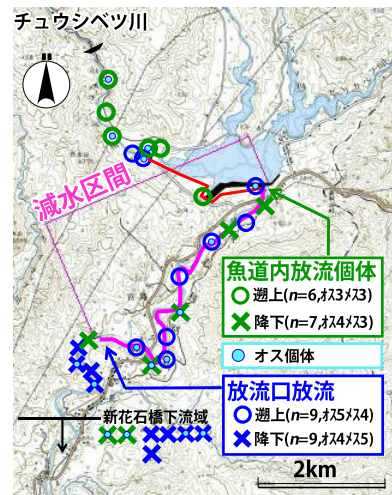 チュウシベツ川
減水区間
魚道内放流個体
遡上(n=6,ｵｽ3ﾒｽ3)
降下(n=7,ｵｽ4ﾒｽ3)
オス個体
放流口放流
遡上(n=9,ｵｽ5ﾒｽ4)
降下(n=9,ｵｽ4ﾒｽ5)
新花石橋下流域
2km